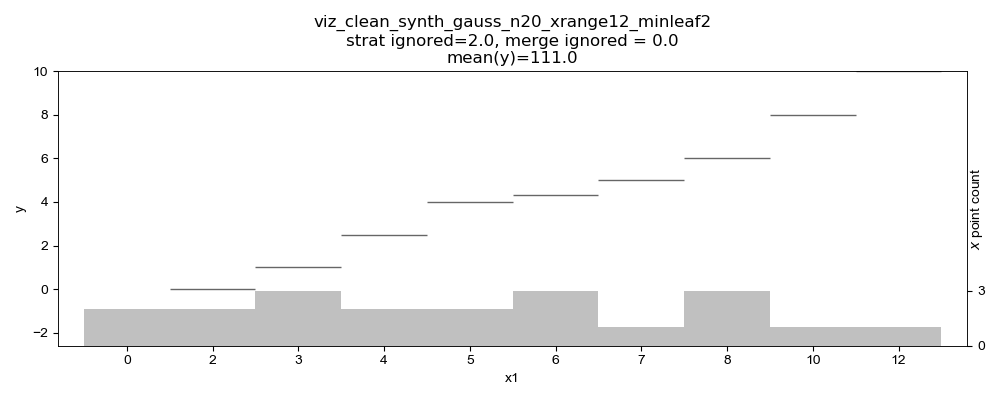 viz_clean_synth_gauss_n20_xrange12_minleaf2
strat ignored=2.0, merge ignored = 0.0
mean(y)=111.0
10
8
6
4
2
0
−2
y
x point count
3
0
0 2 3 4 5 6 7 8 10 12
x1